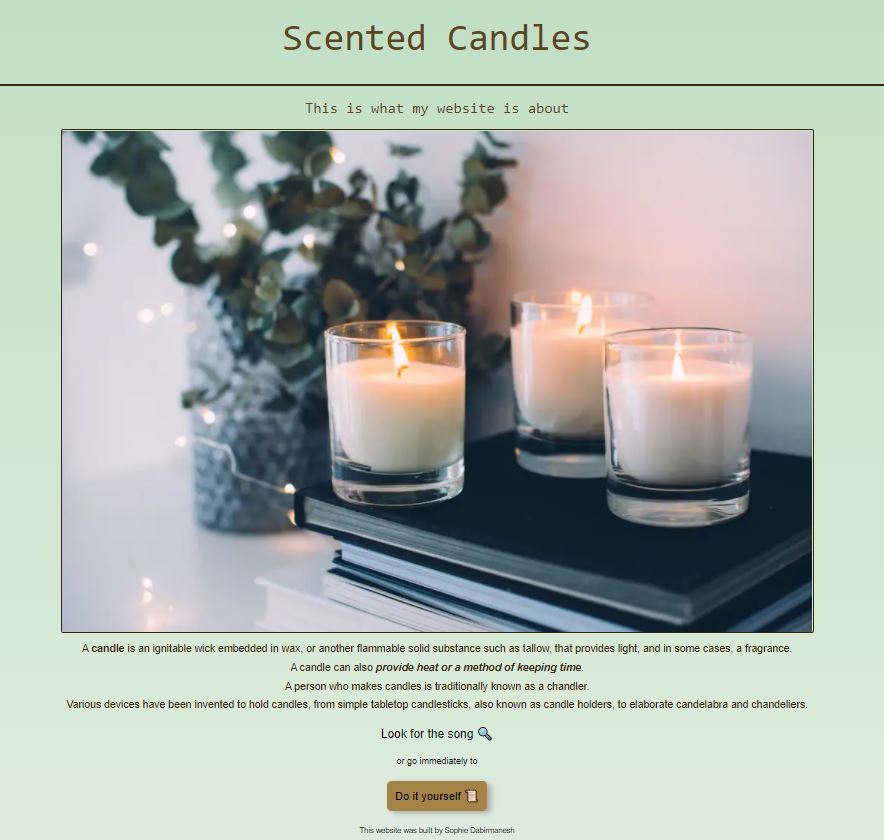 Scented Candles
This is what my website is about
A candle is an ignitable wick embedded in wax, or another flammable solid substance such as tallow, that provides light, and in some cases, a fragrance.
A candle can also provide heat or a method of keeping time.
A person who makes candles is traditionally known as a chandler.
Various devices have been invented to hold candles, from simple tabletop candlesticks, also known as candle holders, to elaborate candelabra and chandeliers.
Look for the song 🔍
or go immediately to
Do it yourself 📜
This website was built by Sophie Dabirmanesh